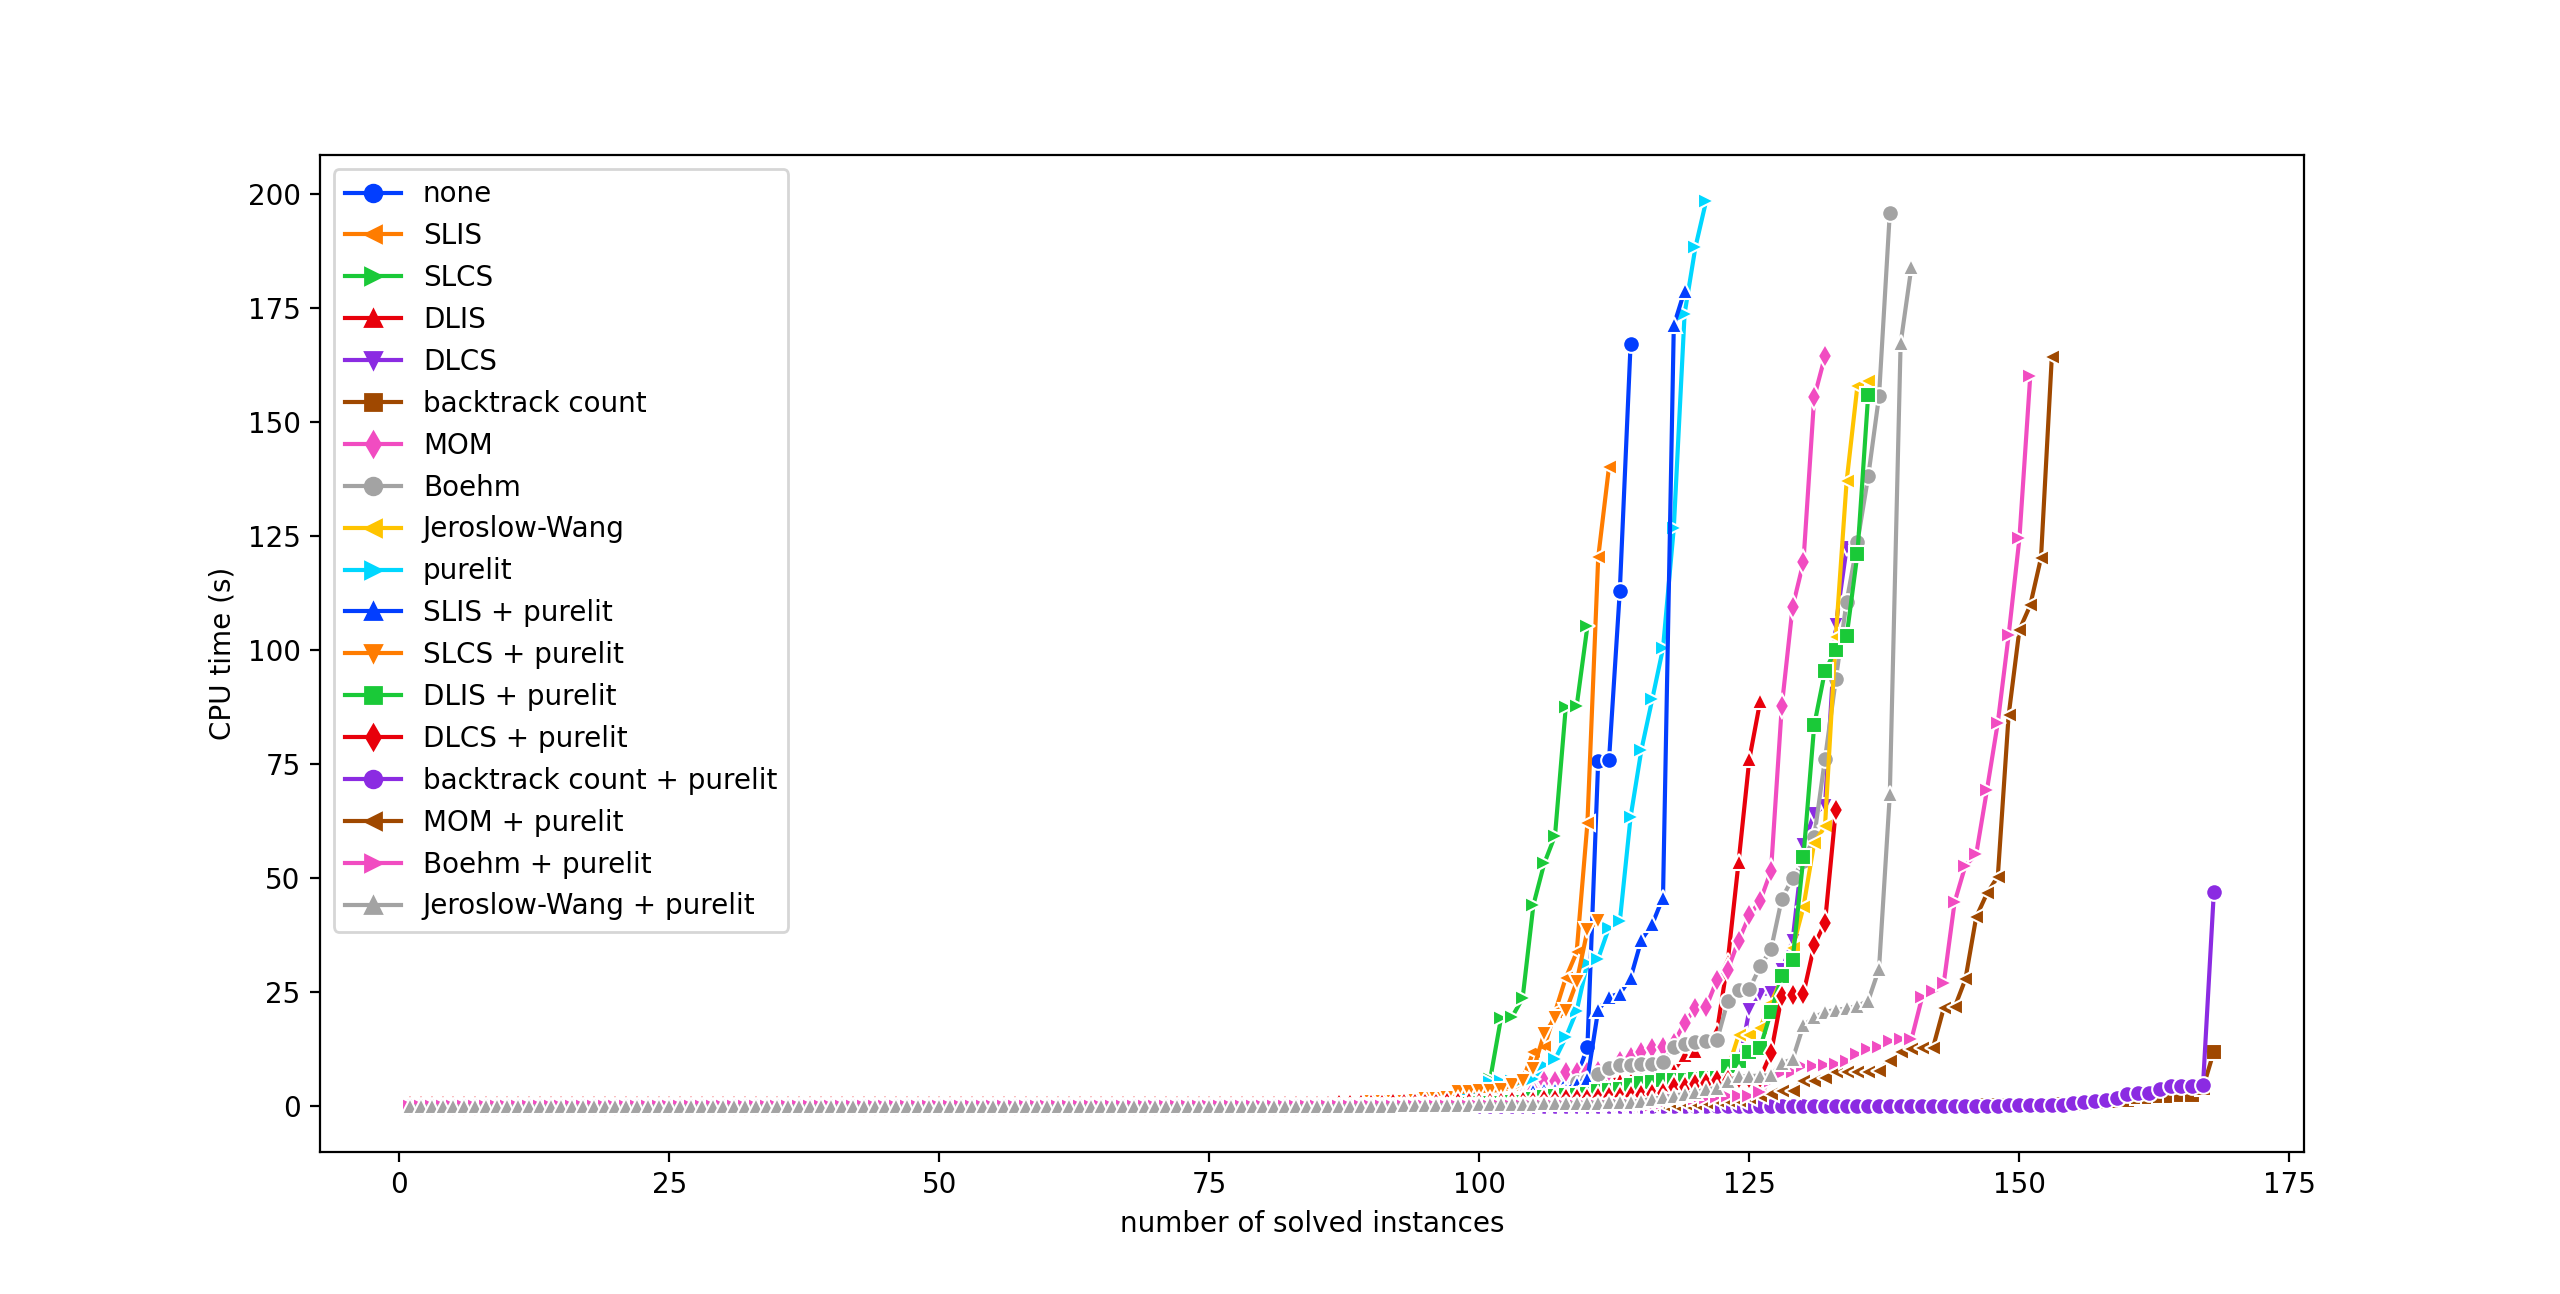 none
SLIS
SLCS
DLIS
DLCS
backtrack count
MOM
Boehm
Jeroslow-Wang
purelit
SLIS + purelit
SLCS + purelit
DLIS + purelit
DLCS + purelit
backtrack count + purelit
MOM + purelit
Boehm + purelit
Jeroslow-Wang + purelit
200
175
150
125
100
75
50
25
0
CPU time (s)
0 25 50 75 100 125 150 175
number of solved instances